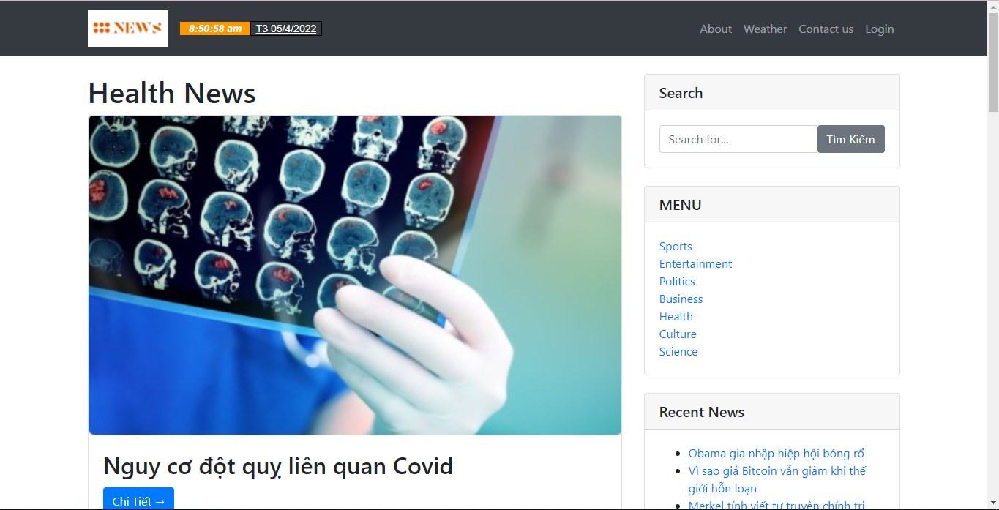 NEWS
8:50:58 am T3 05/4/2022
About Weather Contact us Login
Health News
Nguy cơ đột quỵ liên quan Covid
Chi Tiết →
Search
Search for... Tìm Kiếm
MENU
Sports
Entertainment
Politics
Business
Health
Culture
Science
Recent News
Obama gia nhập hiệp hội bóng rổ
Vì sao giá Bitcoin vẫn giảm khi thế
giới hỗn loạn
Merkel tính viết tự truyện chính trị